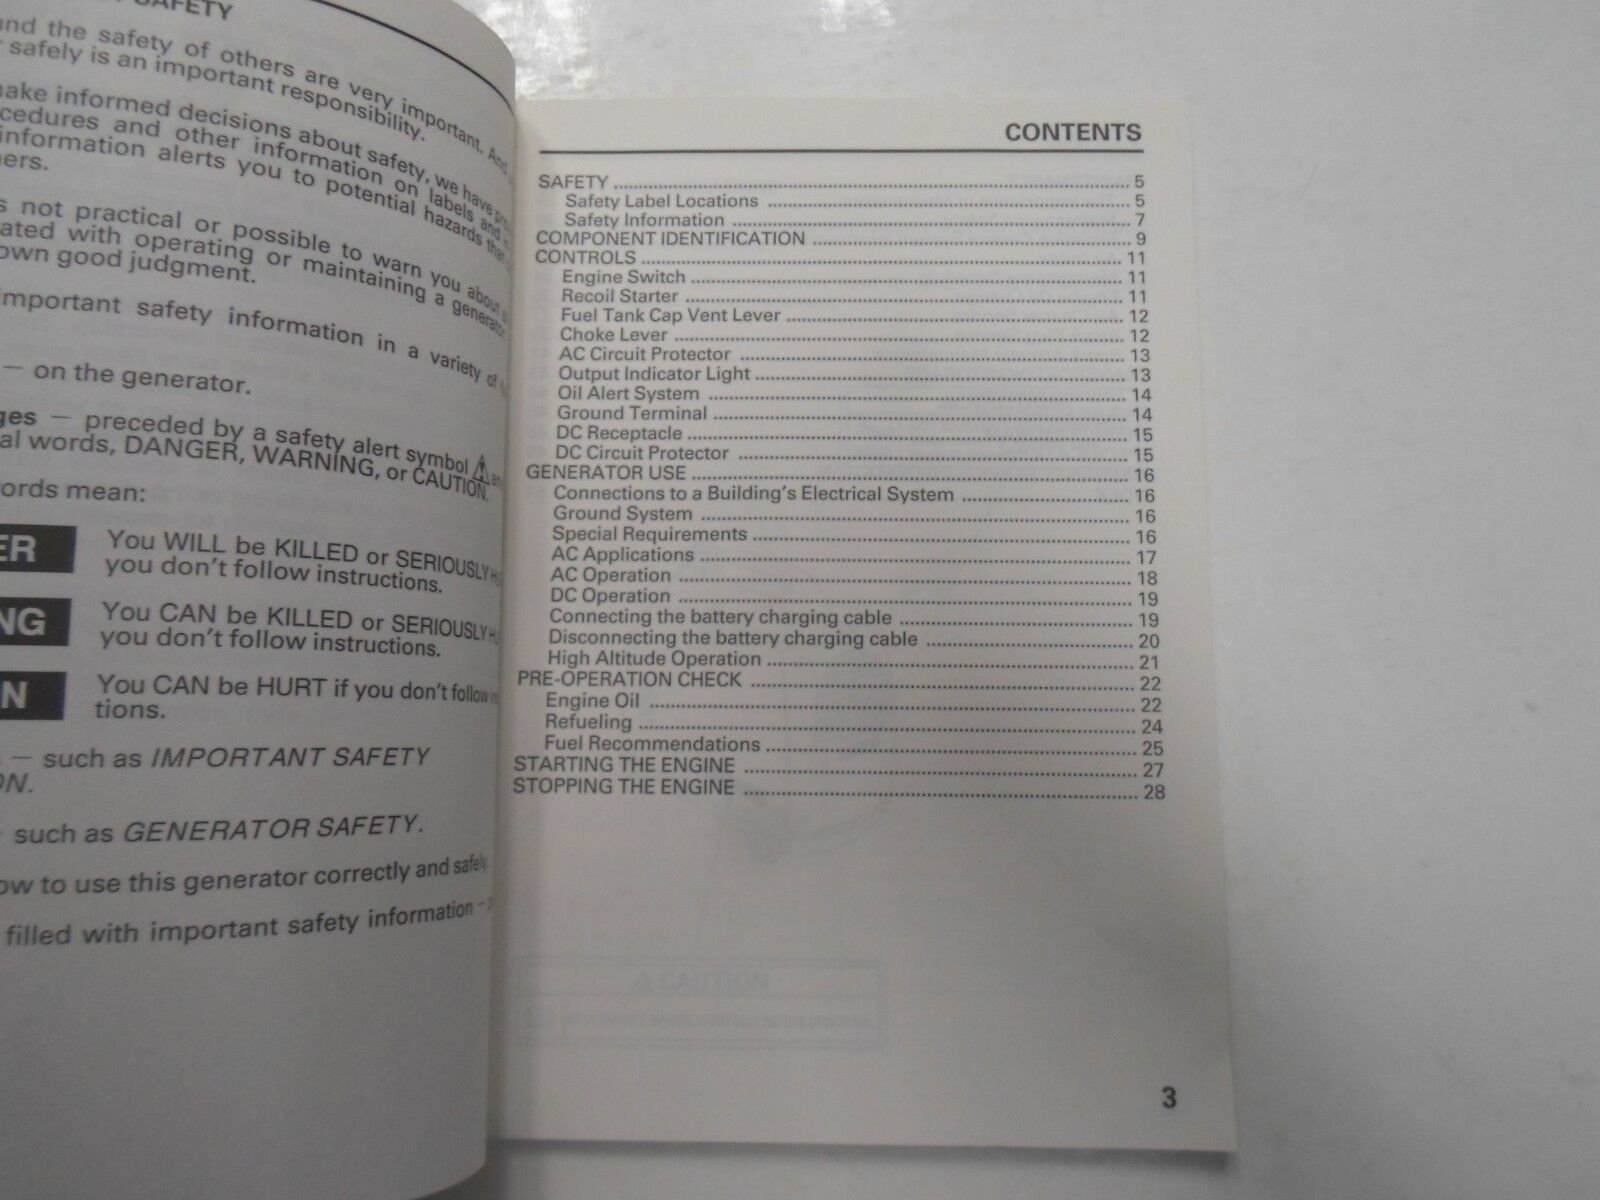 SAFETY
and the safety of others are very important. And
safely is an important responsibility.
make informed decisions about safety, we have
procedures and other information on labels and
information alerts you to potential hazards that
s not practical or possible to warn you about
ated with operating or maintaining a generator
own good judgment.
important safety information in a variety of
— on the generator.
ges — preceded by a safety alert symbol ⚠ and
al words, DANGER, WARNING, or CAUTION.
ords mean:
ER You WILL be KILLED or SERIOUSLY
you don't follow instructions.
NG You CAN be KILLED or SERIOUSLY
you don't follow instructions.
N You CAN be HURT if you don't follow
tions.
— such as IMPORTANT SAFETY
ON.
such as GENERATOR SAFETY.
ow to use this generator correctly and safely.
filled with important safety information –
CONTENTS
SAFETY ........ 5
Safety Label Locations ........ 5
Safety Information ........ 7
COMPONENT IDENTIFICATION ........ 9
CONTROLS ........ 11
Engine Switch ........ 11
Recoil Starter ........ 11
Fuel Tank Cap Vent Lever ........ 12
Choke Lever ........ 12
AC Circuit Protector ........ 13
Output Indicator Light ........ 13
Oil Alert System ........ 14
Ground Terminal ........ 14
DC Receptacle ........ 15
DC Circuit Protector ........ 15
GENERATOR USE ........ 16
Connections to a Building's Electrical System ........ 16
Ground System ........ 16
Special Requirements ........ 16
AC Applications ........ 17
AC Operation ........ 18
DC Operation ........ 19
Connecting the battery charging cable ........ 19
Disconnecting the battery charging cable ........ 20
High Altitude Operation ........ 21
PRE-OPERATION CHECK ........ 22
Engine Oil ........ 22
Refueling ........ 24
Fuel Recommendations ........ 25
STARTING THE ENGINE ........ 27
STOPPING THE ENGINE ........ 28
3